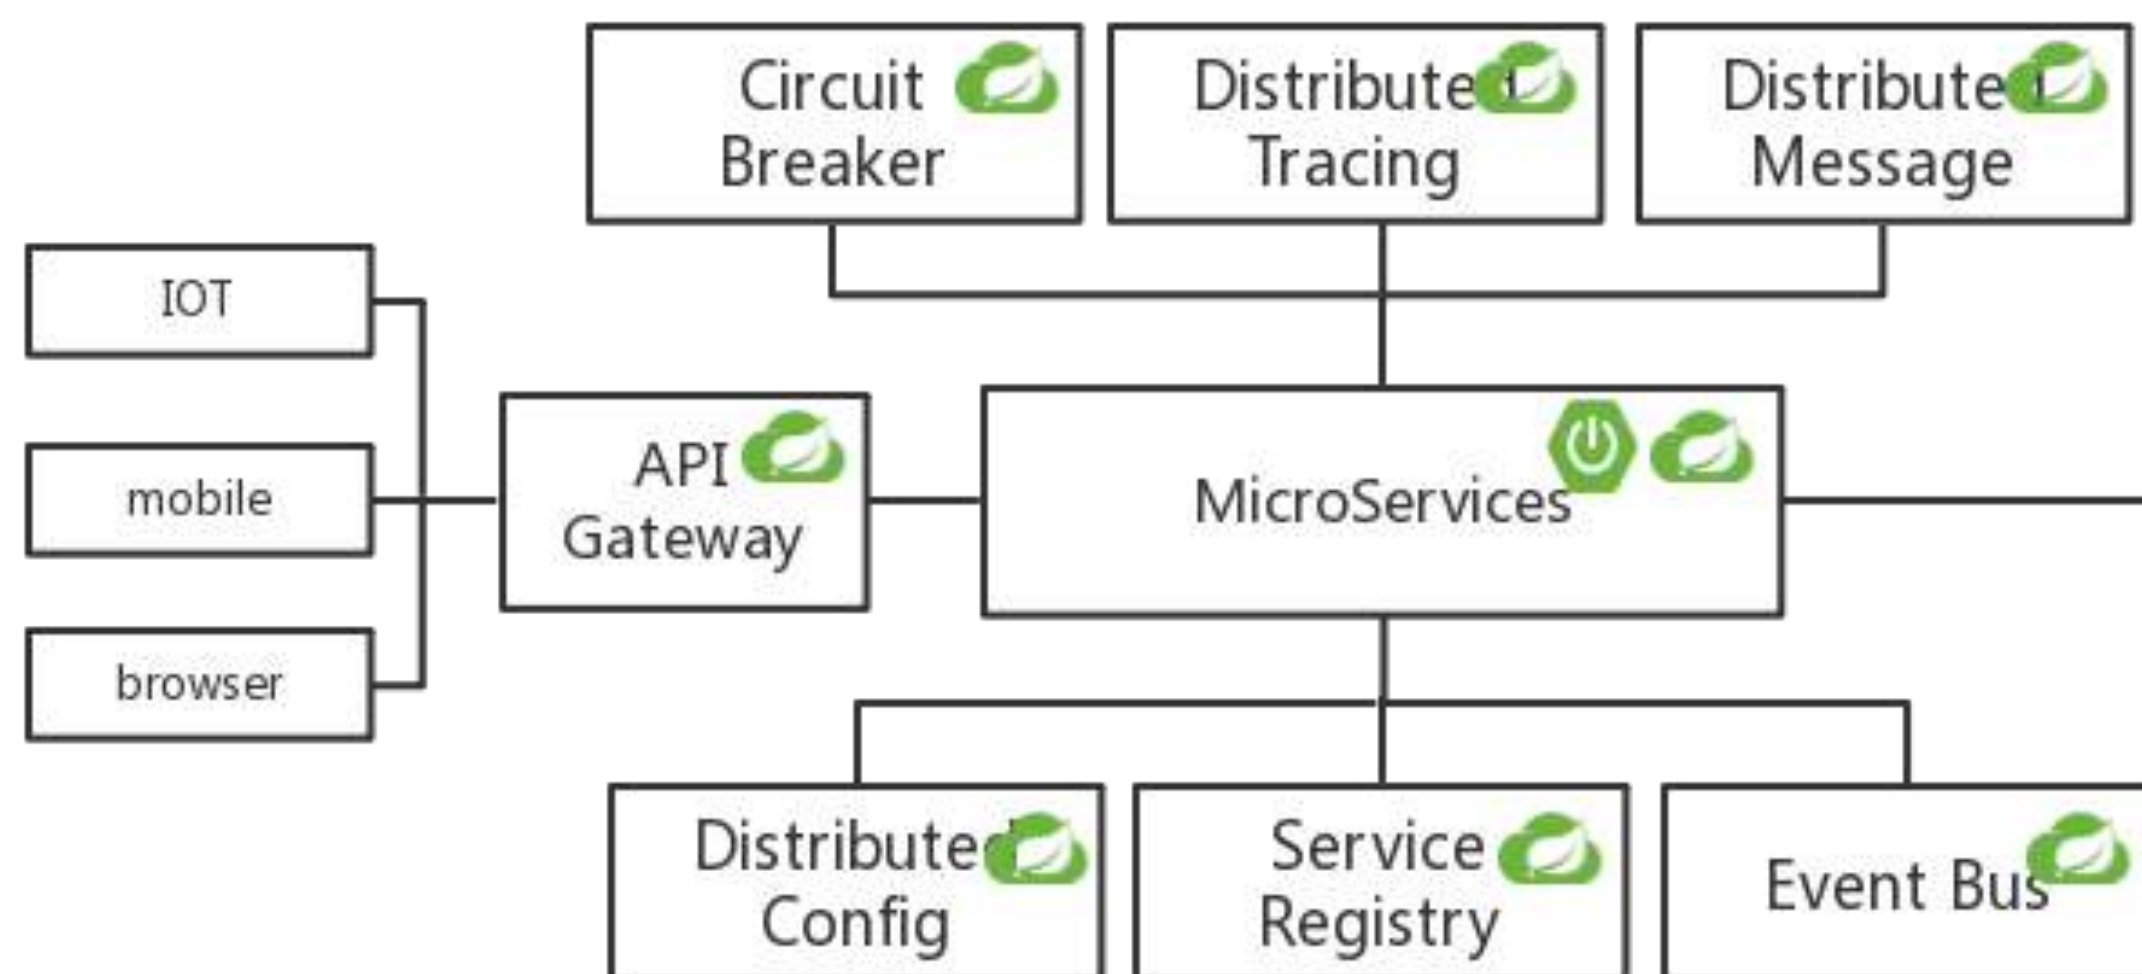 Circuit
Breaker
Distributed
Tracing
Distributed
Message
IOT
mobile
browser
API
Gateway
MicroServices
Distributed
Config
Service
Registry
Event Bus